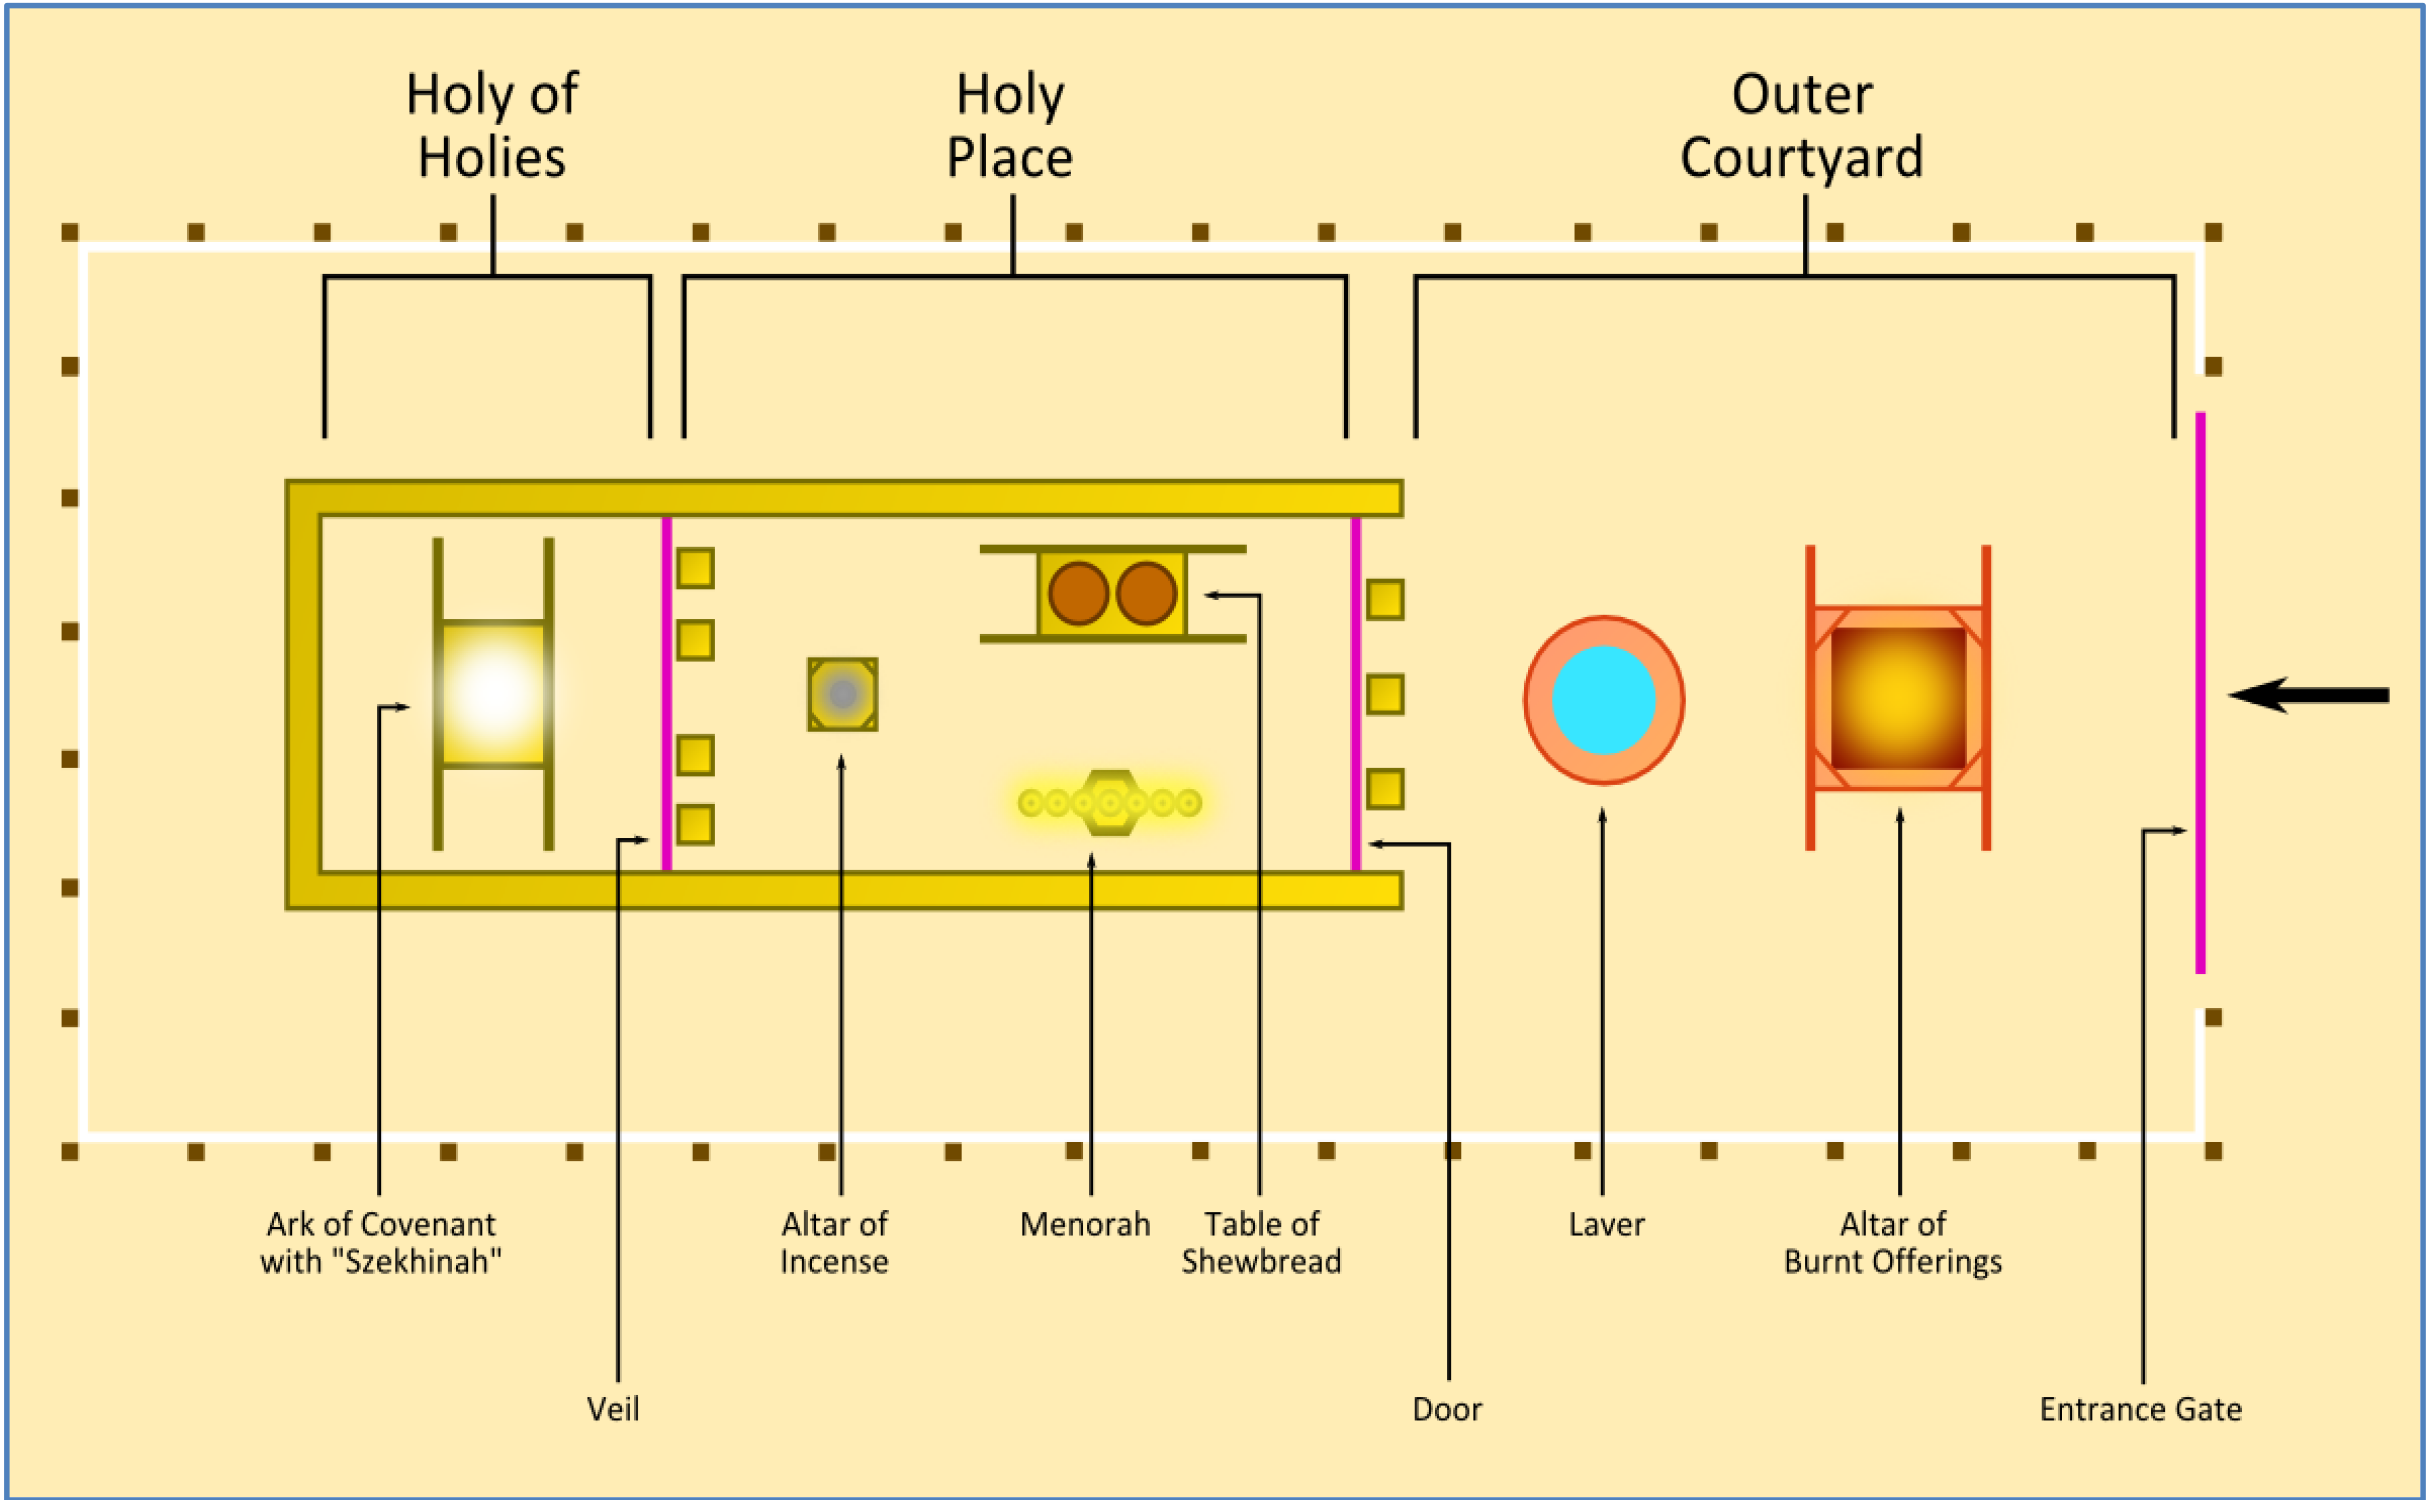 Holy of
Holies
Holy
Place
Outer
Courtyard
Ark of Covenant
with "Szekhinah"
Altar of
Incense
Menorah
Table of
Shewbread
Laver
Altar of
Burnt Offerings
Veil
Door
Entrance Gate